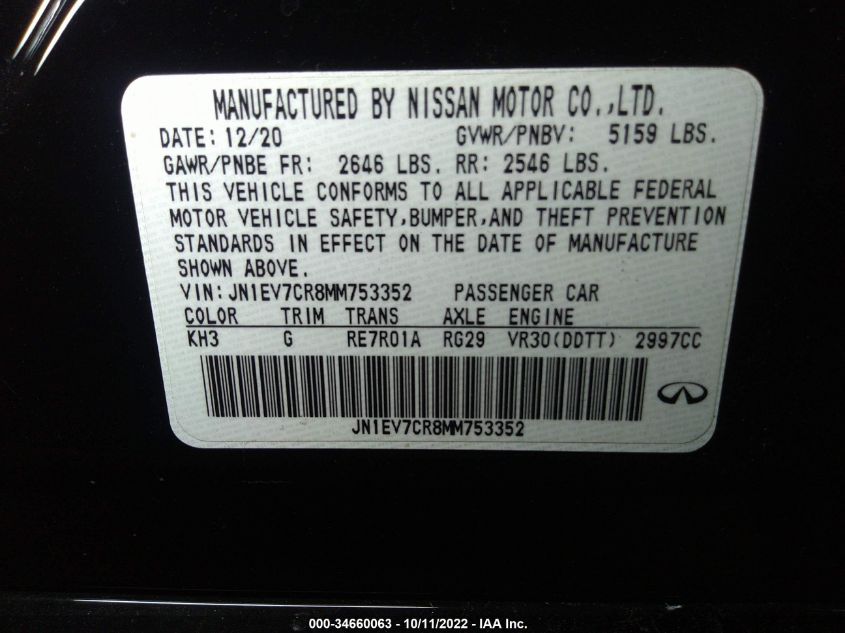 MANUFACTURED BY NISSAN MOTOR CO.,LTD.
DATE: 12/20 GVWR/PNBV: 5159 LBS.
GAWR/PNBE FR: 2646 LBS. RR: 2546 LBS.
THIS VEHICLE CONFORMS TO ALL APPLICABLE FEDERAL
MOTOR VEHICLE SAFETY,BUMPER,AND THEFT PREVENTION
STANDARDS IN EFFECT ON THE DATE OF MANUFACTURE
SHOWN ABOVE.
VIN: JN1EV7CR8MM753352 PASSENGER CAR
COLOR TRIM TRANS AXLE ENGINE
KH3 G RE7R01A RG29 VR30(DDTT) 2997CC
JN1EV7CR8MM753352
000-34660063 - 10/11/2022 - IAA Inc.